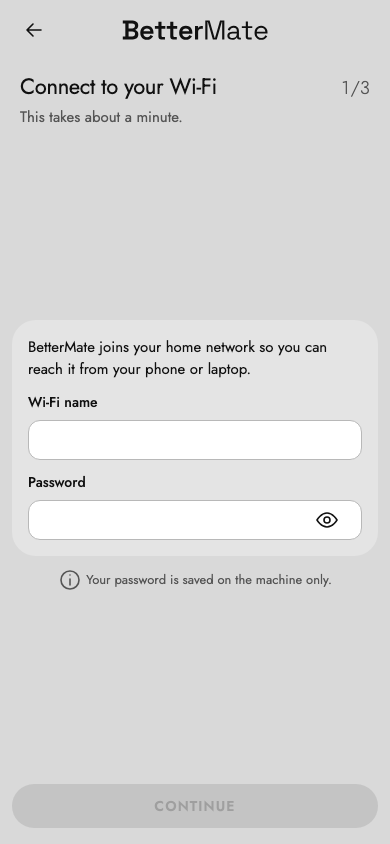 BetterMate
Connect to your Wi-Fi
1/3
This takes about a minute.
BetterMate joins your home network so you can
reach it from your phone or laptop.
Wi-Fi name
Password
Your password is saved on the machine only.
CONTINUE